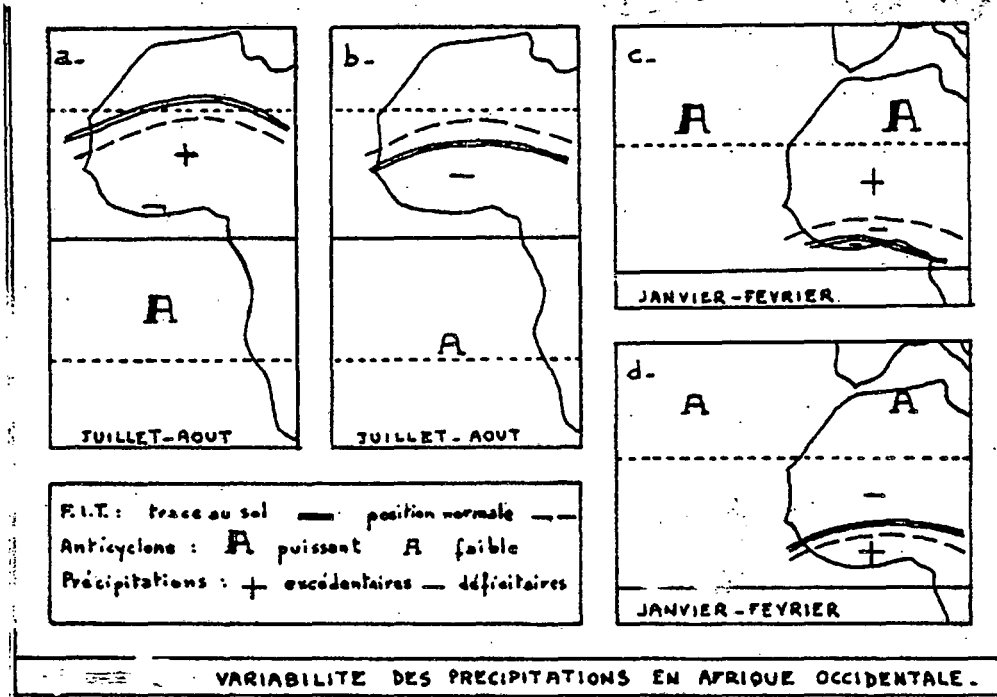 a-
A
JUILLET-AOUT
b-
A
JUILLET-AOUT
c-
A A
JANVIER-FEVRIER
d-
A A
JANVIER-FEVRIER
F.I.T.: trace au sol — position normale ---
Anticyclone : A puissant A faible
Précipitations : + excédentaires — déficitaires
VARIABILITE DES PRECIPITATIONS EN AFRIQUE OCCIDENTALE.